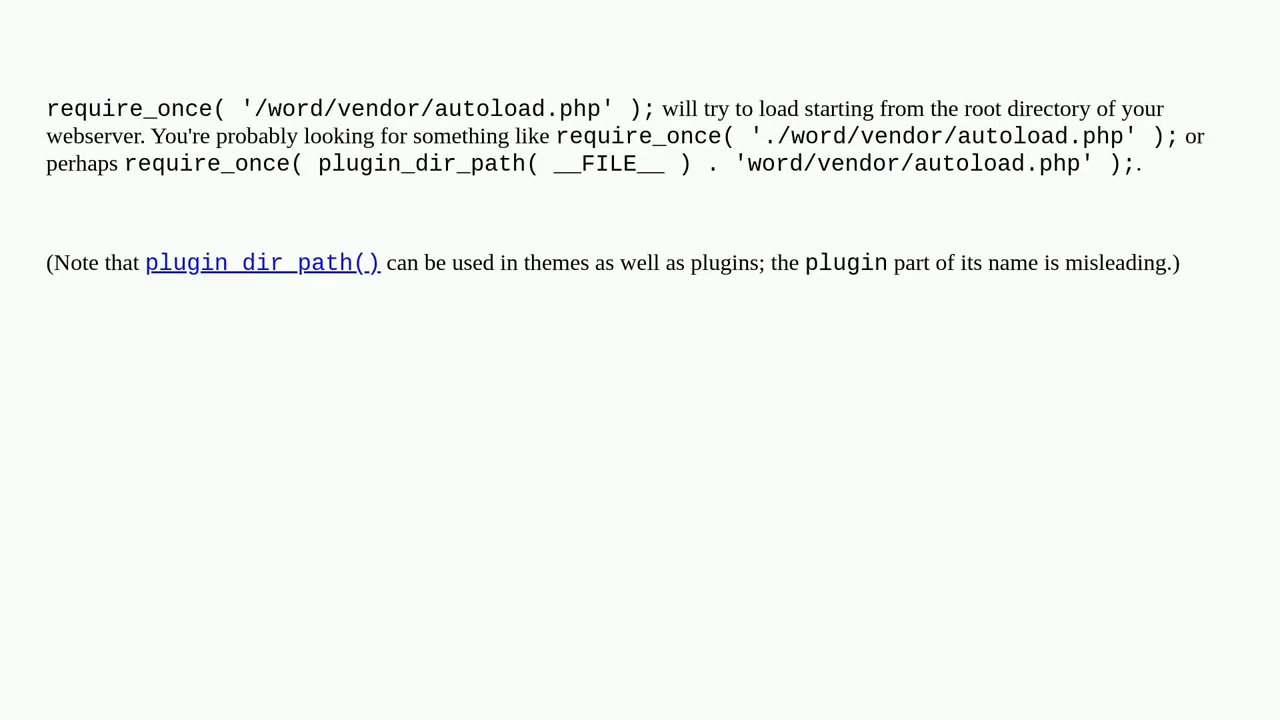 require_once( '/word/vendor/autoload.php' ); will try to load starting from the root directory of your
webserver. You're probably looking for something like require_once( './word/vendor/autoload.php' ); or
perhaps require_once( plugin_dir_path( __FILE__ ) . 'word/vendor/autoload.php' );.
(Note that plugin_dir_path() can be used in themes as well as plugins; the plugin part of its name is misleading.)